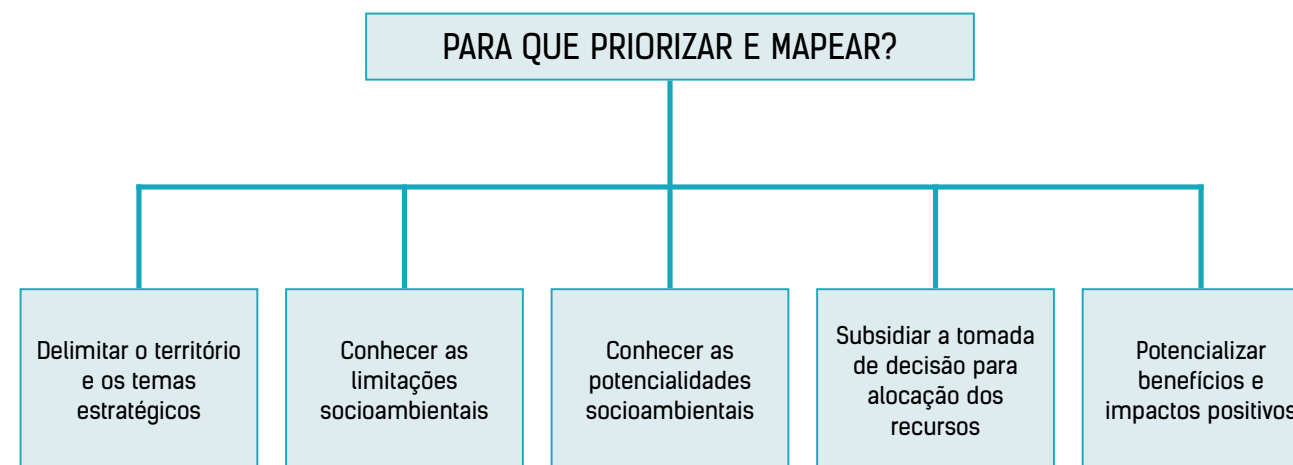 PARA QUE PRIORIZAR E MAPEAR?
Delimitar o território
e os temas
estratégicos
Conhecer as
limitações
socioambientais
Conhecer as
potencialidades
socioambientais
Subsidiar a tomada
de decisão para
alocação dos
recursos
Potencializar
benefícios e
impactos positivos